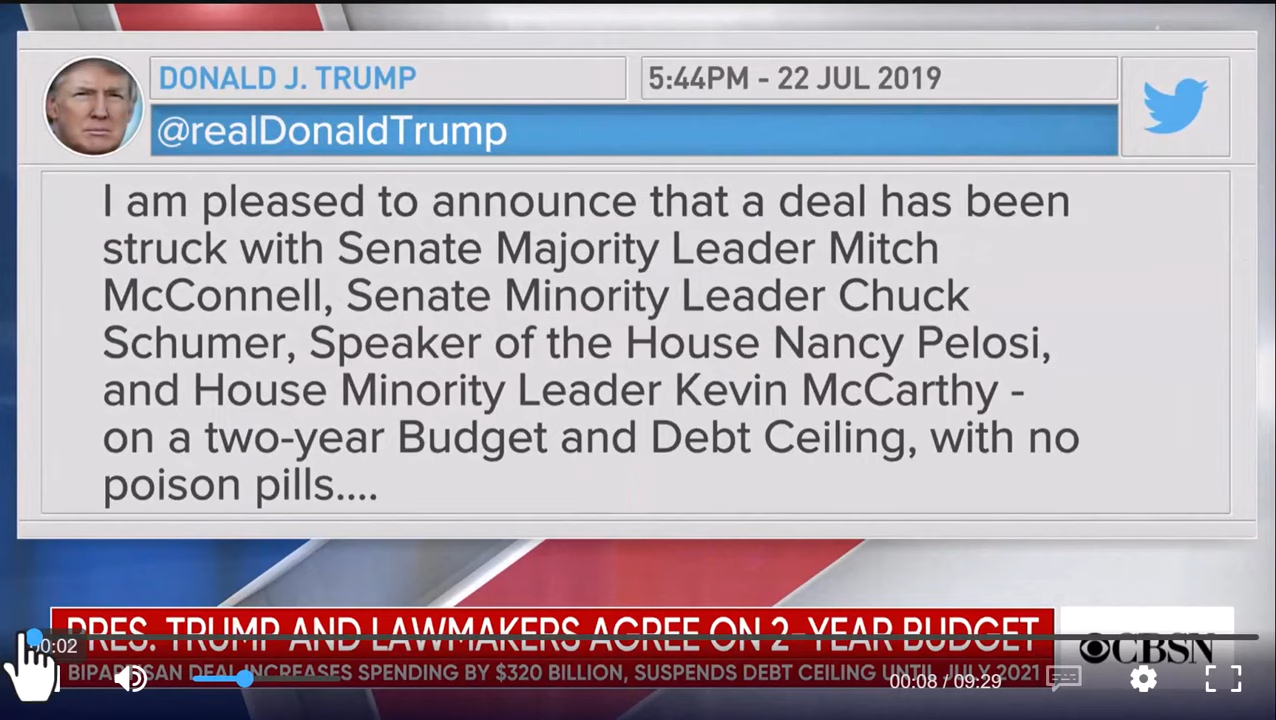 DONALD J. TRUMP
5:44PM - 22 JUL 2019
@realDonaldTrump
I am pleased to announce that a deal has been
struck with Senate Majority Leader Mitch
McConnell, Senate Minority Leader Chuck
Schumer, Speaker of the House Nancy Pelosi,
and House Minority Leader Kevin McCarthy -
on a two-year Budget and Debt Ceiling, with no
poison pills....
PRES. TRUMP AND LAWMAKERS AGREE ON 2-YEAR BUDGET
CBSN
00:02
BIPARTISAN DEAL INCREASES SPENDING BY $320 BILLION, SUSPENDS DEBT CEILING UNTIL JULY 2021
00:08 / 09:29